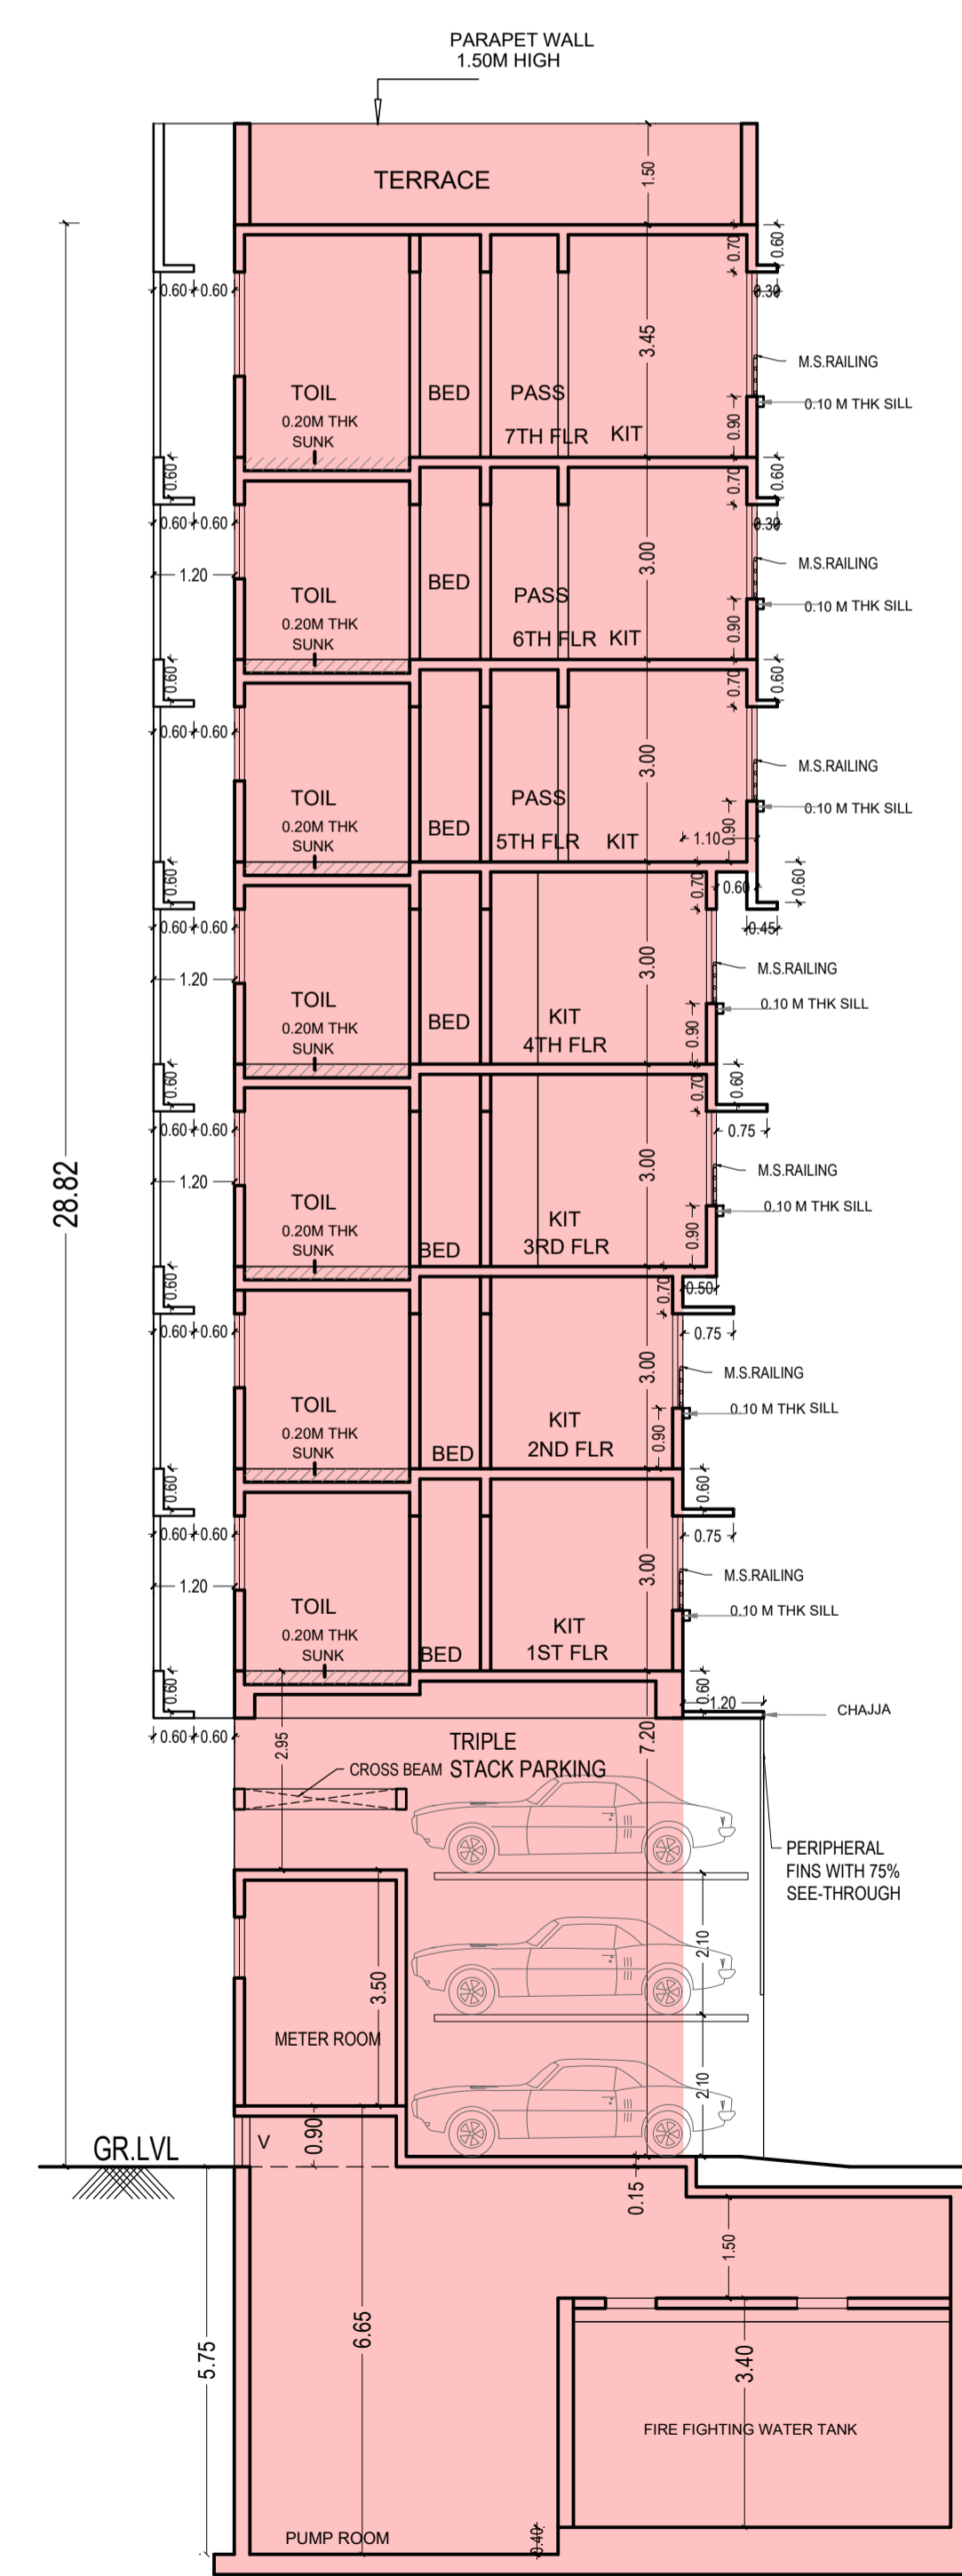 PARAPET WALL
1.50M HIGH
TERRACE
1.50
0.70
0.60
0.60 0.60
0.30
3.45
M.S.RAILING
TOIL
BED
PASS
0.10 M THK SILL
0.20M THK
SUNK
7TH FLR
KIT
0.90
0.60
0.70
0.60
0.60 0.60
0.30
3.00
M.S.RAILING
1.20
BED
TOIL
PASS
0.10 M THK SILL
0.20M THK
SUNK
6TH FLR
KIT
0.90
0.60
0.70
0.60
0.60 0.60
3.00
M.S.RAILING
TOIL
PASS
0.10 M THK SILL
0.20M THK
SUNK
BED
5TH FLR
KIT
1.10
0.90
0.60
0.70
0.60
0.60
0.60 0.60
0.45
3.00
M.S.RAILING
1.20
TOIL
0.10 M THK SILL
0.20M THK
SUNK
BED
KIT
4TH FLR
0.90
0.60
0.70
0.60
0.60 0.60
0.75
28.82
3.00
M.S.RAILING
1.20
TOIL
0.10 M THK SILL
0.20M THK
SUNK
BED
KIT
3RD FLR
0.90
0.60
0.70
0.50
0.60 0.60
0.75
3.00
M.S.RAILING
TOIL
0.10 M THK SILL
0.20M THK
SUNK
BED
KIT
2ND FLR
0.90
0.60
0.60
0.60 0.60
0.75
3.00
M.S.RAILING
1.20
TOIL
0.10 M THK SILL
0.20M THK
SUNK
BED
KIT
1ST FLR
0.60
0.60
1.20
CHAJJA
0.60 0.60
2.95
7.20
TRIPLE
STACK PARKING
CROSS BEAM
PERIPHERAL
FINS WITH 75%
SEE-THROUGH
2.10
3.50
METER ROOM
2.10
GR.LVL
V
0.90
0.15
1.50
5.75
6.65
3.40
FIRE FIGHTING WATER TANK
PUMP ROOM
0.40